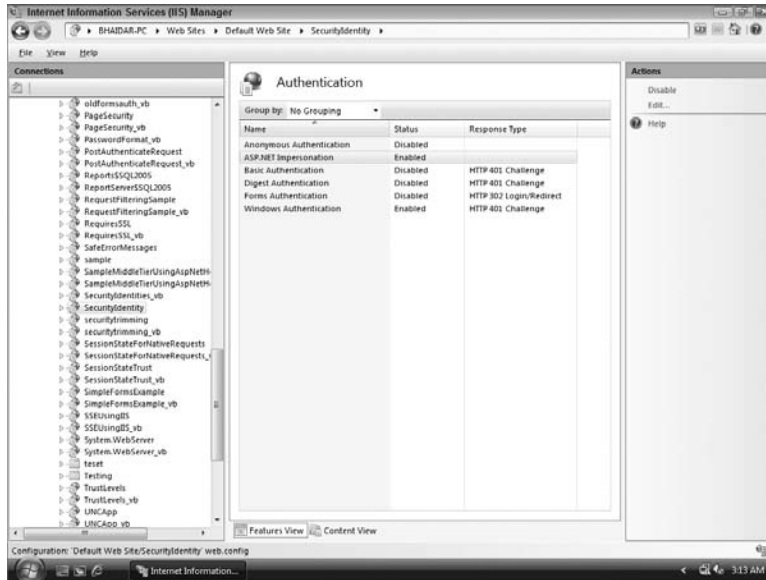 Internet Information Services (IIS) Manager
BHAIDAR-PC Web Sites Default Web Site SecurityIdentity
File View Help
Connections
oldformsauth_vb
PageSecurity
PageSecurity_vb
PasswordFormat_vb
PostAuthenticateRequest
PostAuthenticateRequest_vb
Reports$SQL2005
ReportServer$SQL2005
RequestFilteringSample
RequestFilteringSample_vb
RequiresSSL
RequiresSSL_vb
SafeErrorMessages
sample
SampleMiddleTierUsingAspNetH
SampleMiddleTierUsingAspNetH
SecurityIdentities_vb
SecurityIdentity
securitytrimming
securitytrimming_vb
SessionStateForNativeRequests
SessionStateForNativeRequests_
SessionStateTrust
SessionStateTrust_vb
SimpleFormsExample
SimpleFormsExample_vb
SSEUsingIIS
SSEUsingIIS_vb
System.WebServer
System.WebServer_vb
teset
Testing
TrustLevels
TrustLevels_vb
UNCApp
UNCApp_vb
Authentication
Group by: No Grouping
Name Status Response Type
Anonymous Authentication Disabled
ASP.NET Impersonation Enabled
Basic Authentication Disabled HTTP 401 Challenge
Digest Authentication Disabled HTTP 401 Challenge
Forms Authentication Disabled HTTP 302 Login/Redirect
Windows Authentication Enabled HTTP 401 Challenge
Features View Content View
Actions
Disable
Edit...
Help
Configuration: 'Default Web Site/SecurityIdentity' web.config
Internet Information...
3:13 AM